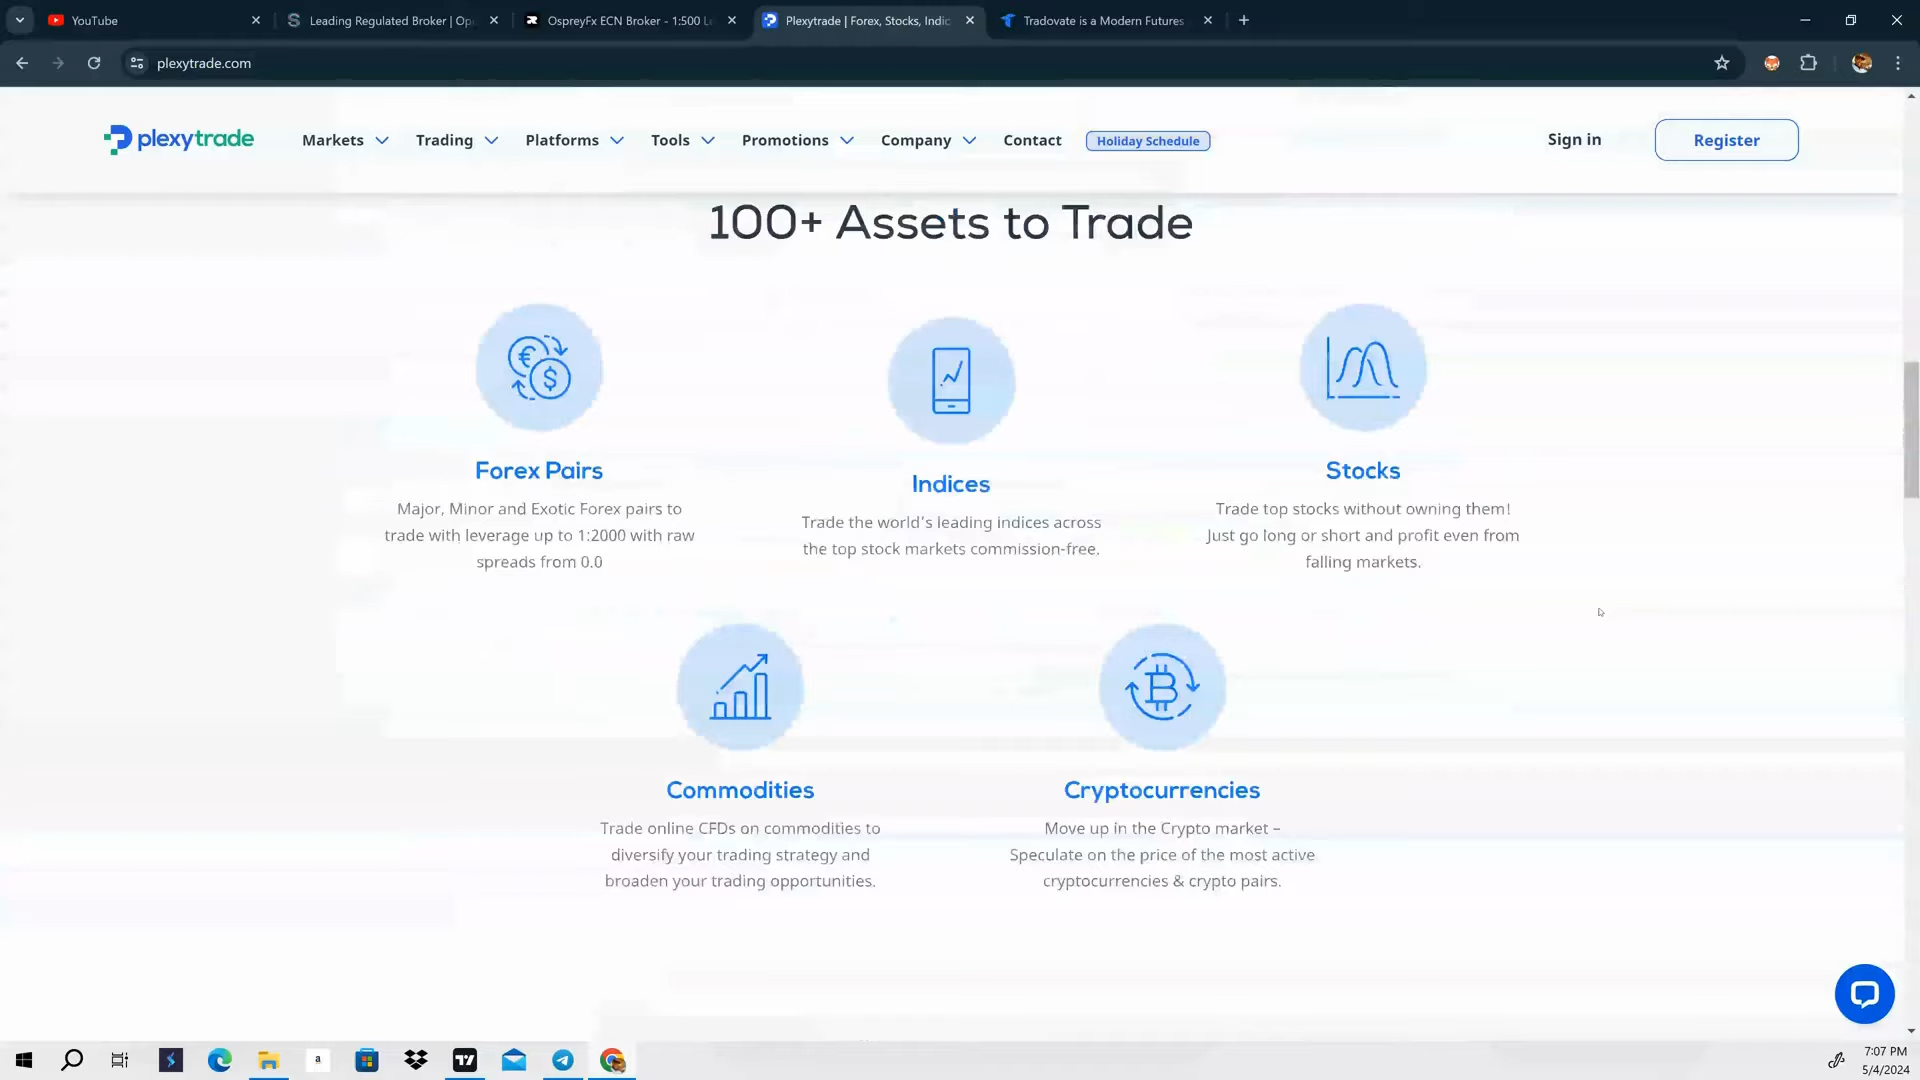 YouTube
Leading Regulated Broker | Op
OspreyFx ECN Broker - 1:500 L
Plexytrade | Forex, Stocks, Indic
Tradovate is a Modern Futures
plexytrade.com
plexytrade
Markets
Trading
Platforms
Tools
Promotions
Company
Contact
Holiday Schedule
Sign in
Register
100+ Assets to Trade
Forex Pairs
Major, Minor and Exotic Forex pairs to
trade with leverage up to 1:2000 with raw
spreads from 0.0
Indices
Trade the world's leading indices across
the top stock markets commission-free.
Stocks
Trade top stocks without owning them!
Just go long or short and profit even from
falling markets.
Commodities
Trade online CFDs on commodities to
diversify your trading strategy and
broaden your trading opportunities.
Cryptocurrencies
Move up in the Crypto market –
Speculate on the price of the most active
cryptocurrencies & crypto pairs.
7:07 PM
5/4/2024